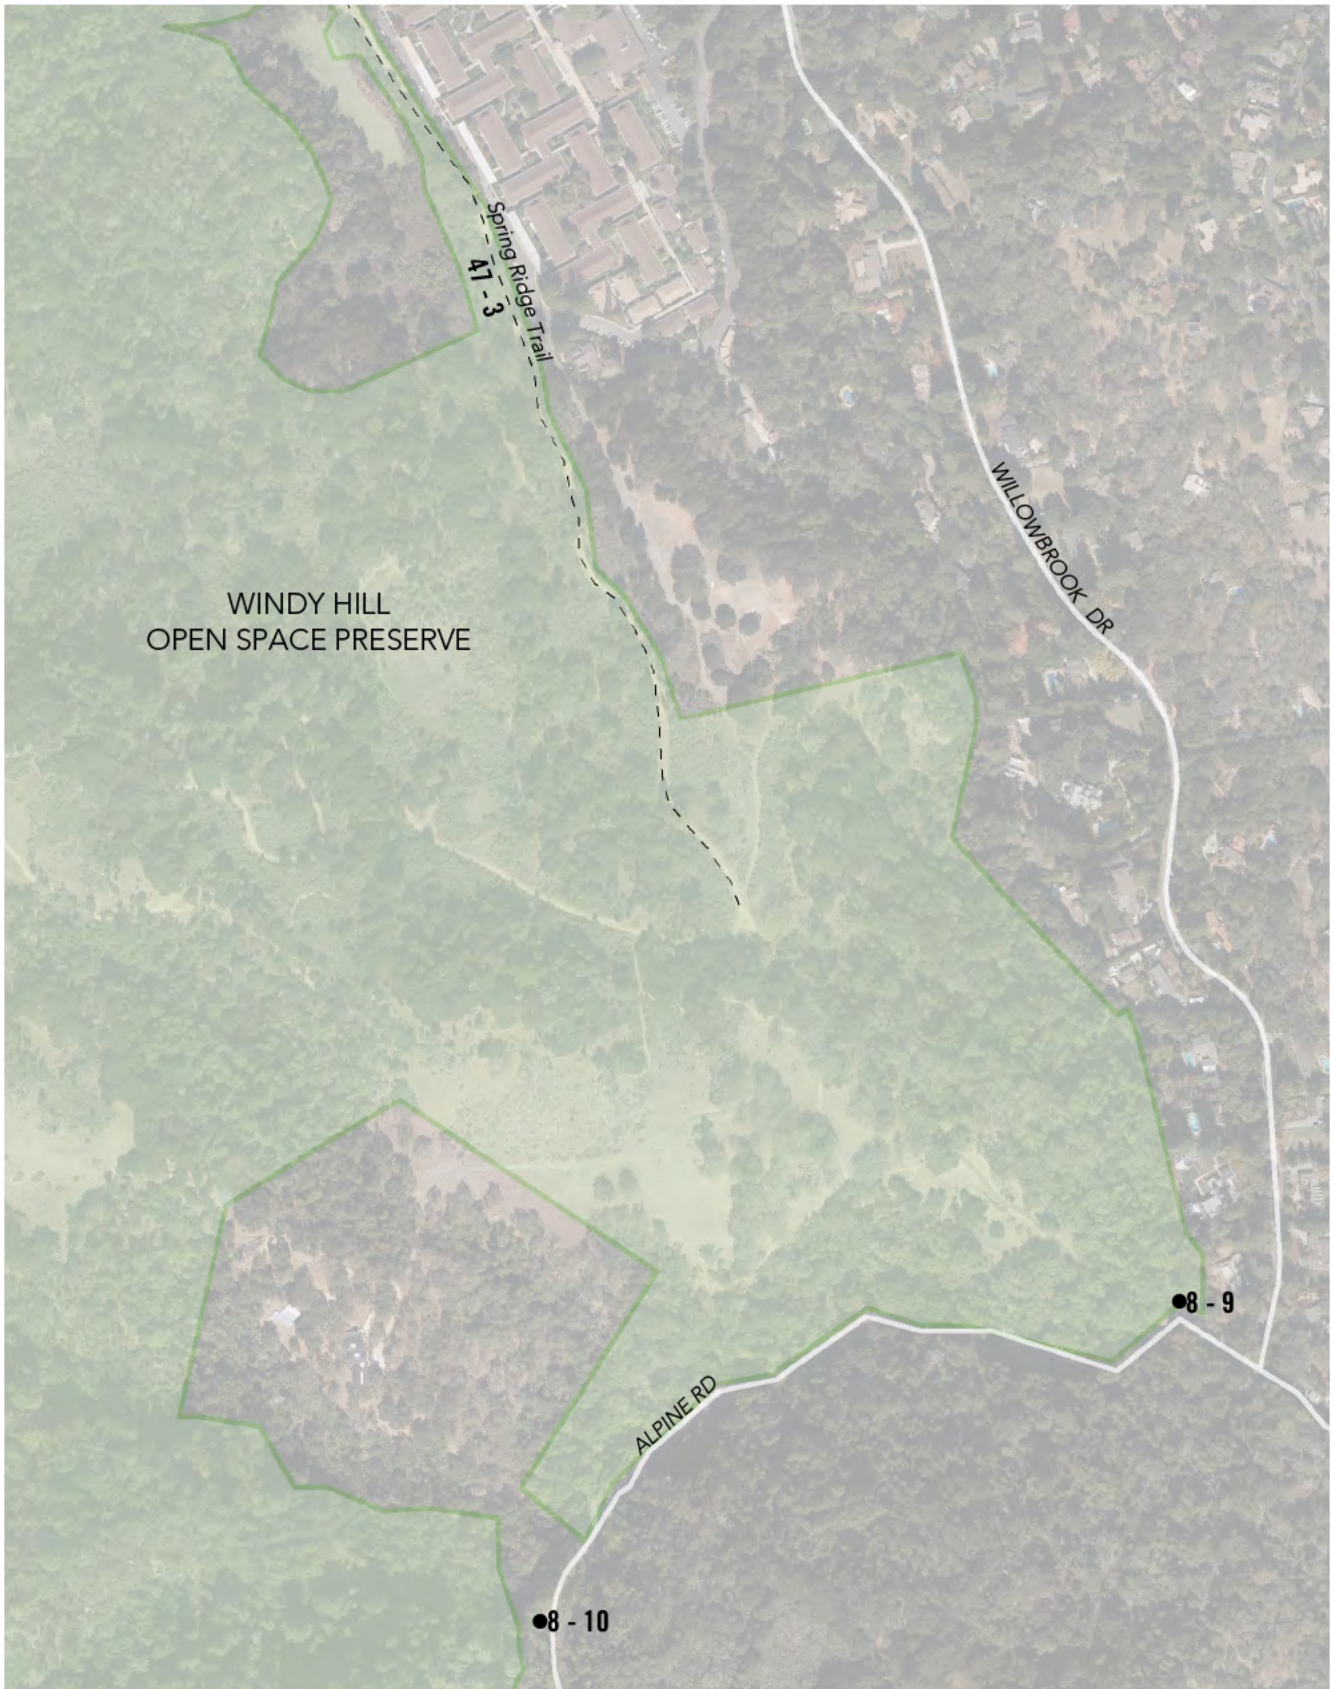 Spring Ridge Trail
47 - 3
WILLOWBROOK DR
WINDY HILL
OPEN SPACE PRESERVE
8 - 9
ALPINE RD
8 - 10